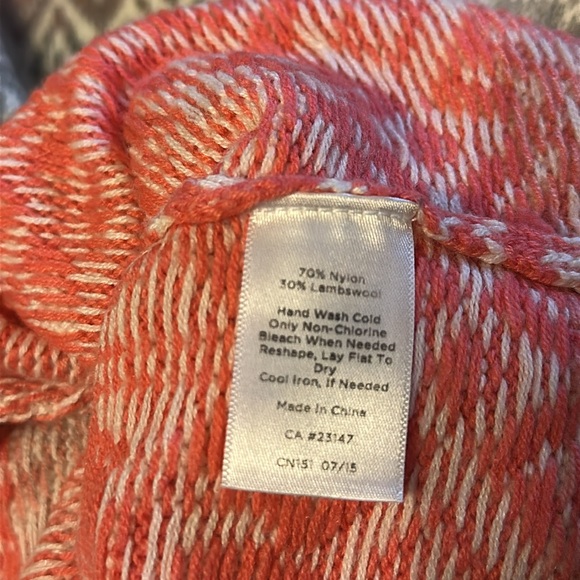 70% Nylon
30% Lambswool
Hand Wash Cold
Only Non-Chlorine
Bleach When Needed
Reshape, Lay Flat To
Dry
Cool Iron, If Needed
Made in China
CA #23147
CN151 07/15